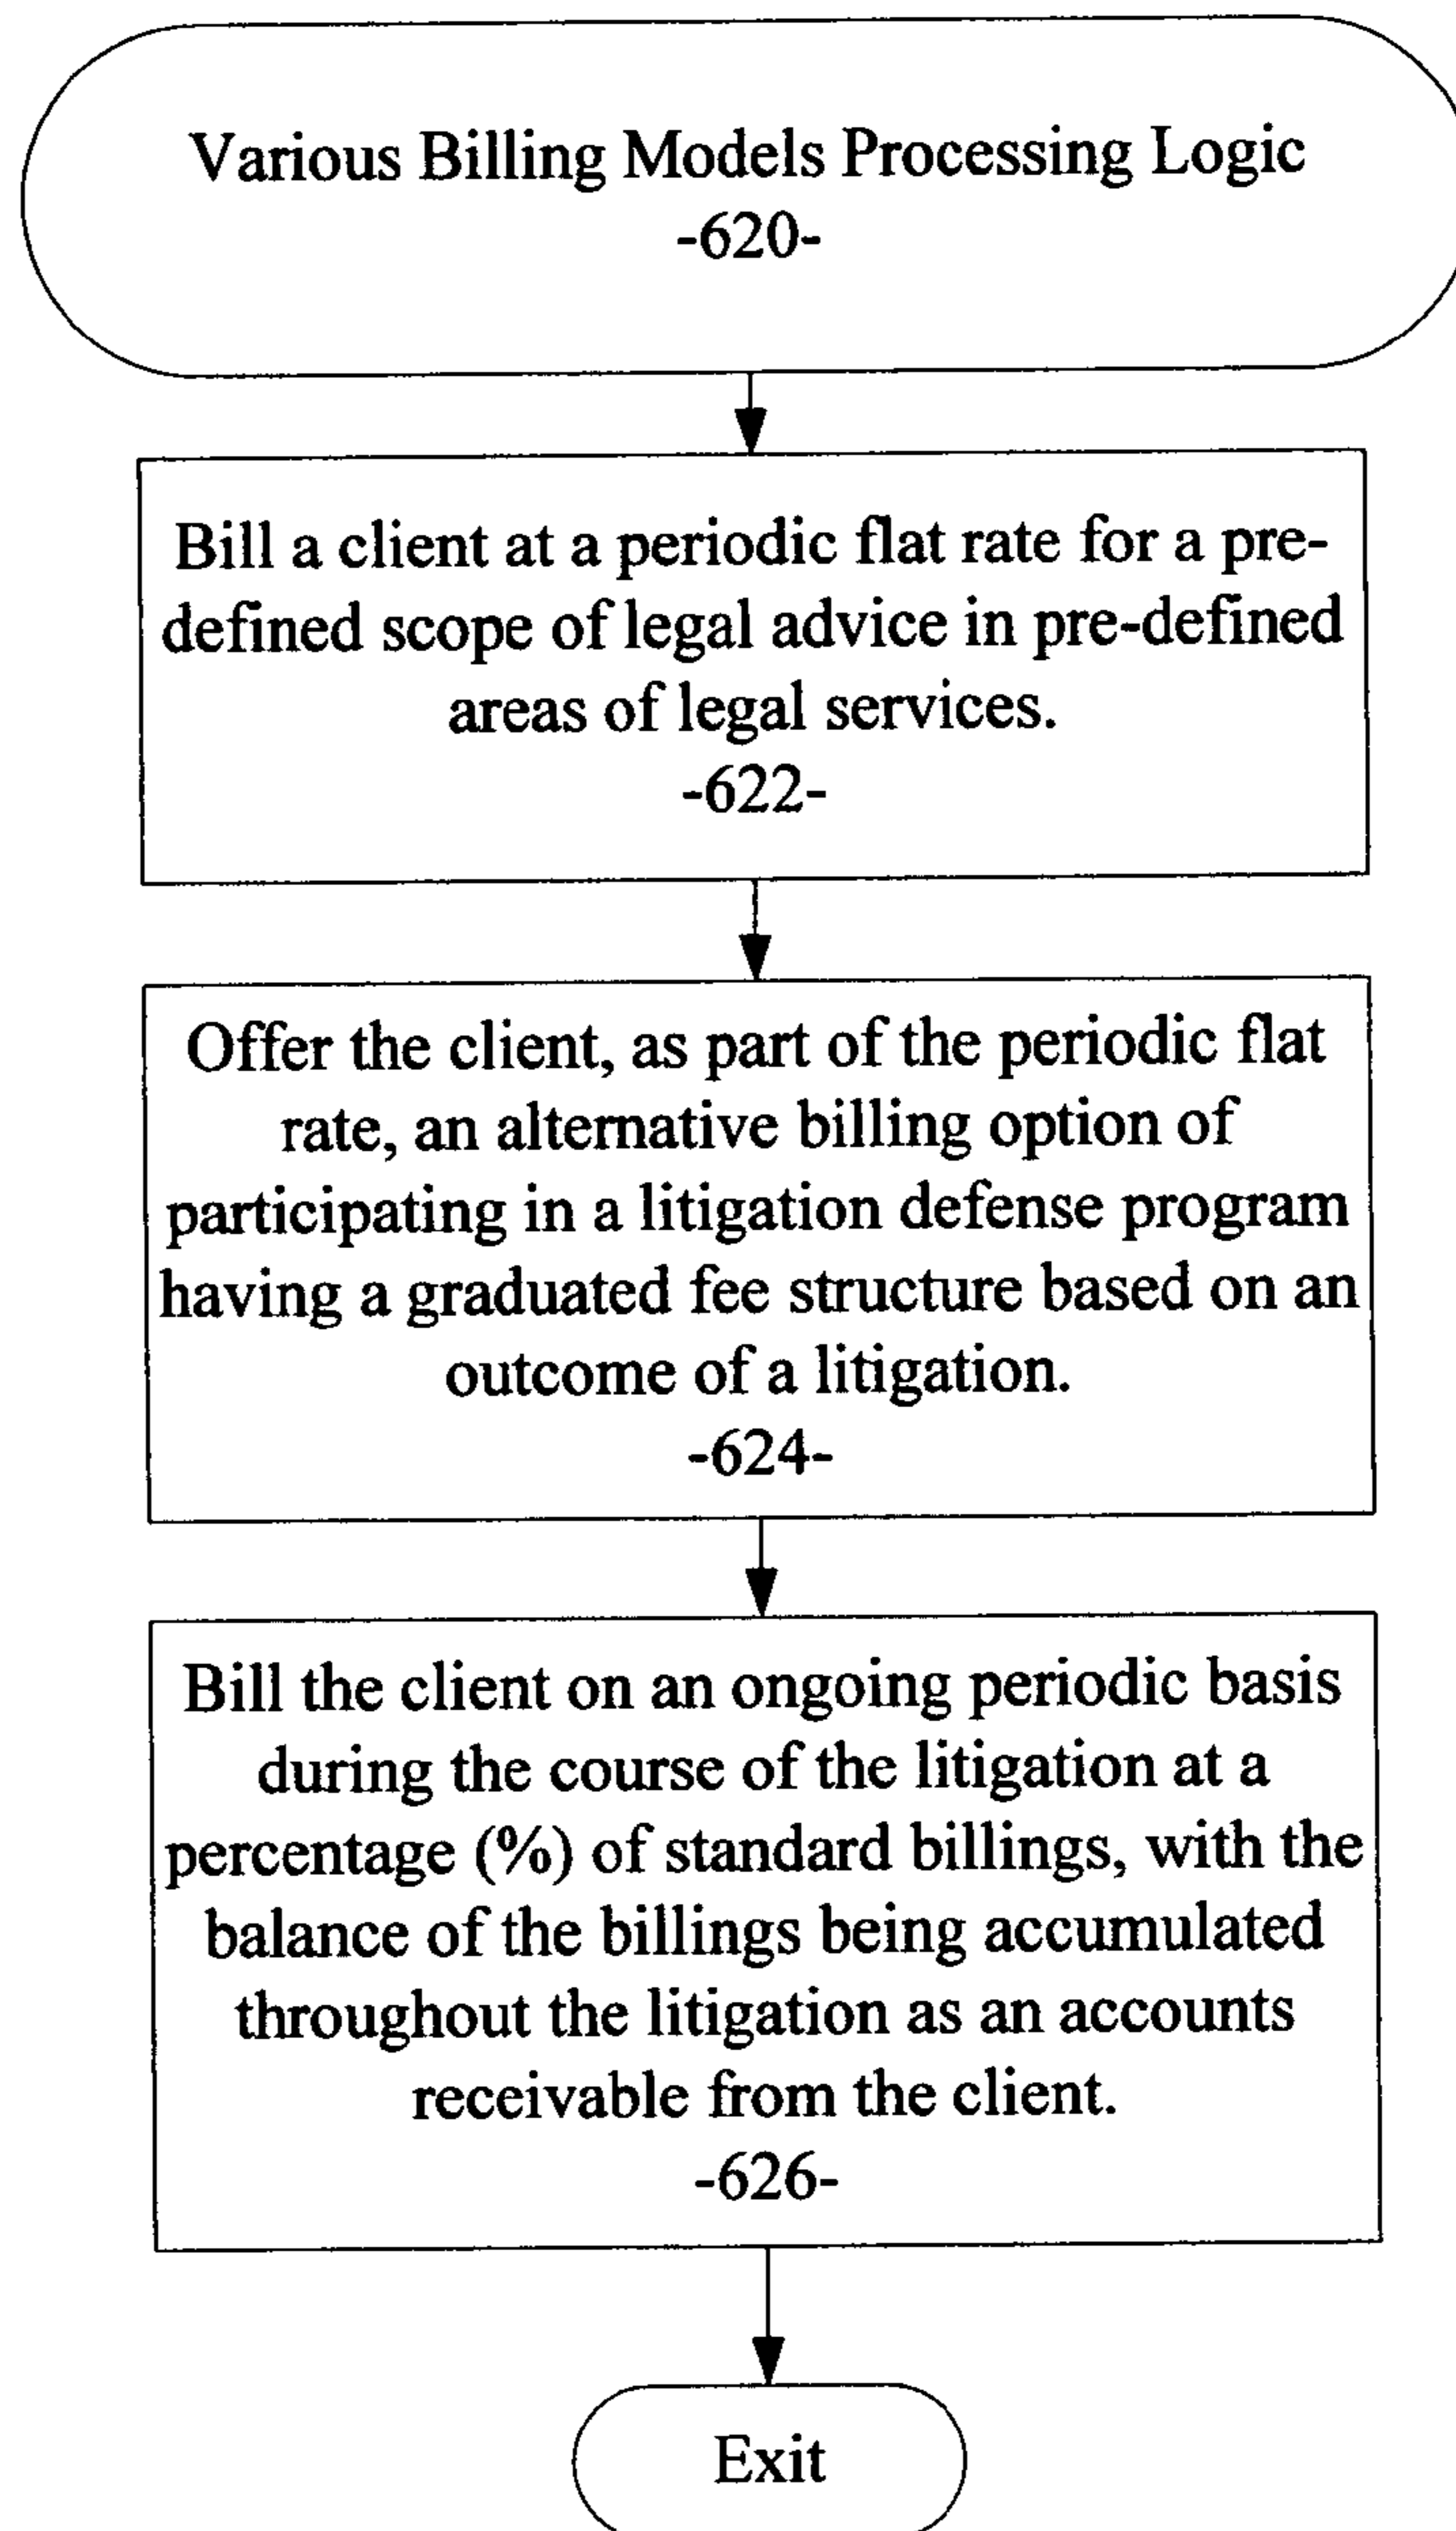 Various Billing Models Processing Logic
-620-
Bill a client at a periodic flat rate for a pre-
defined scope of legal advice in pre-defined
areas of legal services.
-622-
Offer the client, as part of the periodic flat
rate, an alternative billing option of
participating in a litigation defense program
having a graduated fee structure based on an
outcome of a litigation.
-624-
Bill the client on an ongoing periodic basis
during the course of the litigation at a
percentage (%) of standard billings, with the
balance of the billings being accumulated
throughout the litigation as an accounts
receivable from the client.
-626-
Exit